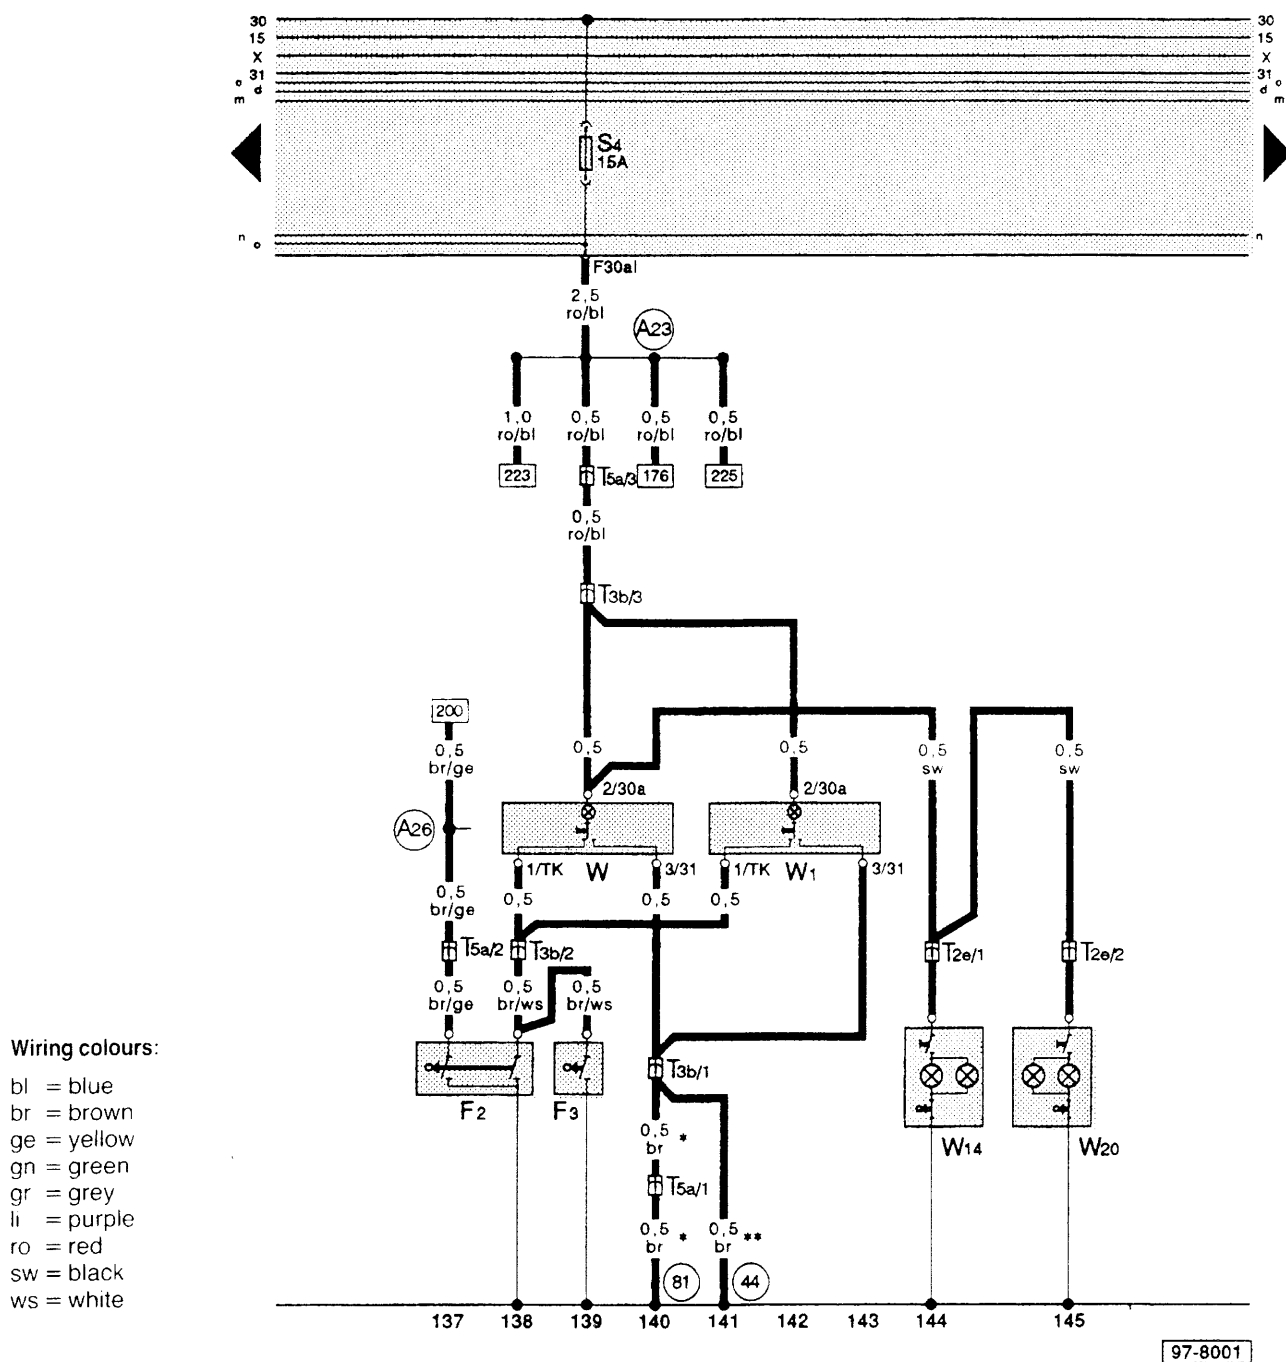 30 30
15 15
X X
31 31
o o
d d
m m
S4
15A
n n
o
F30al
2,5
ro/bl
A23
1,0 0,5 0,5 0,5
ro/bl ro/bl ro/bl ro/bl
223 T5a/3 176 225
0,5
ro/bl
T3b/3
200
0,5 0,5 0,5 0,5 0,5
br/ge sw sw
2/30a 2/30a
A26
1/TK W 3/31 1/TK W1 3/31
0,5 0,5 0,5 0,5
br/ge
T5a/2 T3b/2 T2e/1 T2e/2
0,5 0,5 0,5
br/ge br/ws br/ws
Wiring colours:
bl = blue
br = brown
ge = yellow
gn = green
gr = grey
li = purple
ro = red
sw = black
ws = white
T3b/1
F2 F3
0,5 *
br
W14 W20
T5a/1
0,5 * 0,5 **
br br
81 44
137 138 139 140 141 142 143 144 145
97-8001